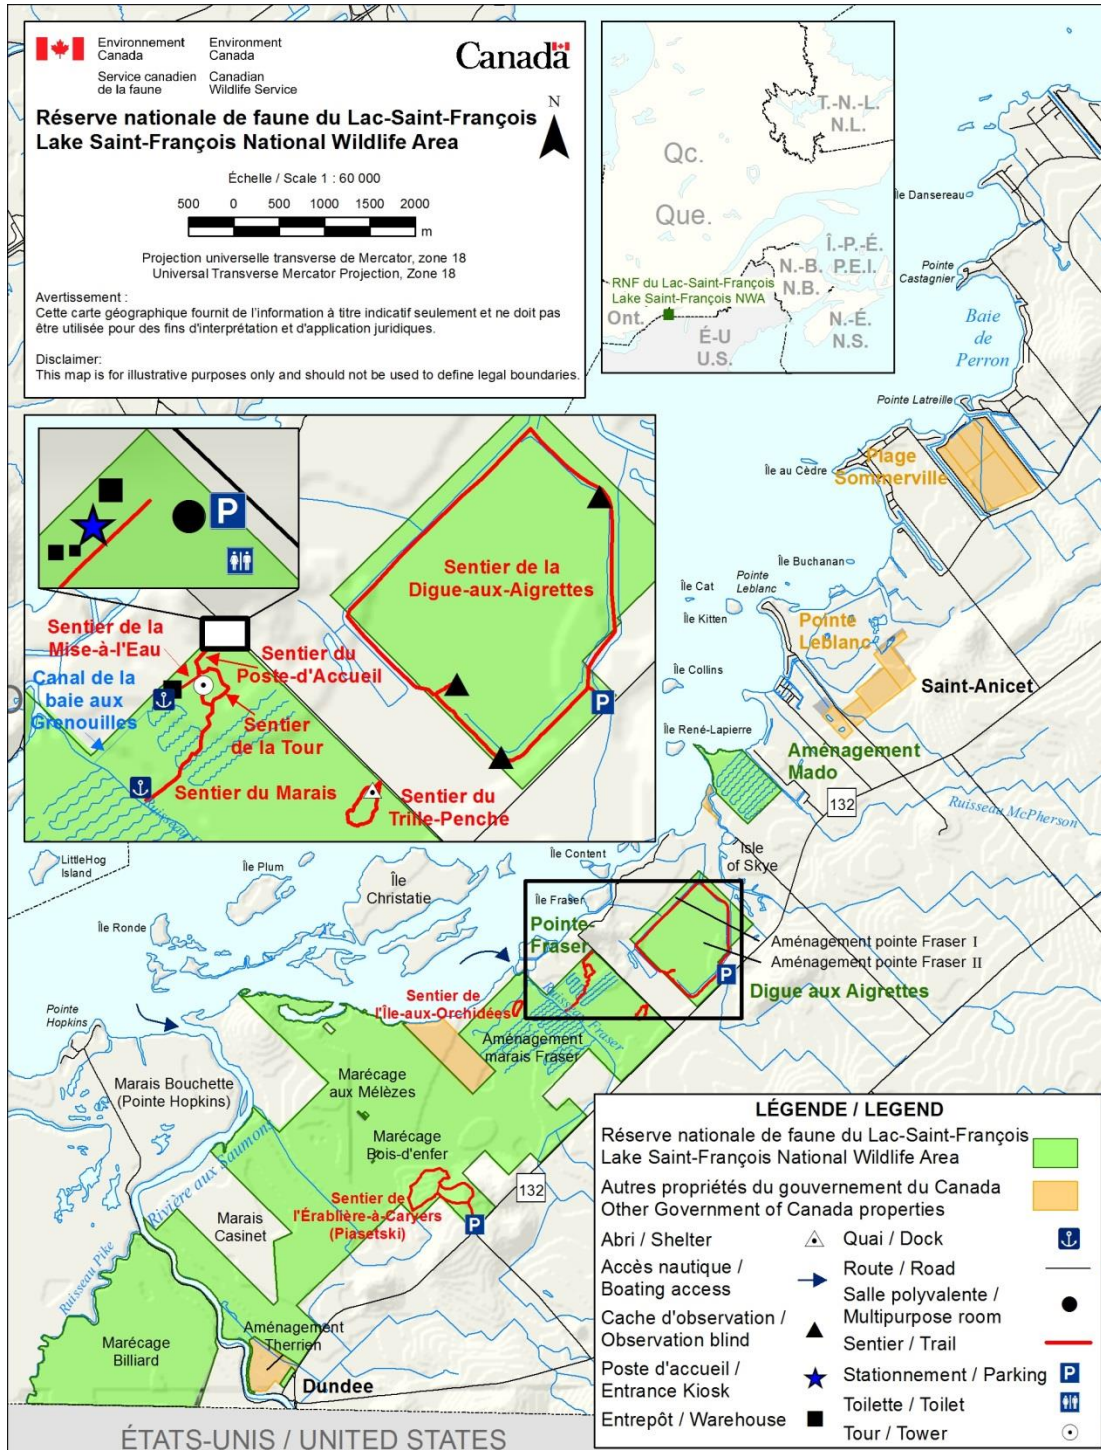 Environnement
Canada
Environment
Canada
Service canadien
de la faune
Canadian
Wildlife Service
Canada
Réserve nationale de faune du Lac-Saint-François
Lake Saint-François National Wildlife Area
N
Échelle / Scale 1 : 60 000
500 0 500 1000 1500 2000
m
Projection universelle transverse de Mercator, zone 18
Universal Transverse Mercator Projection, Zone 18
Avertissement :
Cette carte géographique fournit de l'information à titre indicatif seulement et ne doit pas
être utilisée pour des fins d'interprétation et d'application juridiques.
Disclaimer:
This map is for illustrative purposes only and should not be used to define legal boundaries.
T.-N.-L.
N.L.
Qc.
Que.
Î.-P.-É.
P.E.I.
N.-B.
N.B.
RNF du Lac-Saint-François
Lake Saint-François NWA
Ont.
É-U
U.S.
N.-É.
N.S.
Île Dansereau
Pointe
Castagnier
Baie
de
Perron
Pointe Latreille
Plage
Sommerville
Île au Cèdre
Île Buchanan
Île Cat
Pointe
Leblanc
Île Kitten
Pointe
Leblanc
Île Collins
Saint-Anicet
Île René-Lapierre
Aménagement
Mado
132
Ruisseau McPherson
P
Sentier de la
Digue-aux-Aigrettes
Sentier de la
Mise-à-l'Eau
Sentier du
Poste-d'Accueil
Canal de la
baie aux
Grenouilles
Sentier
de la Tour
P
Sentier du Marais
Sentier du
Trille-Penché
LittleHog
Island
Île Plum
Île
Christatie
Île Content
Isle
of Skye
Île Fraser
Île Ronde
Pointe-
Fraser
Aménagement pointe Fraser I
Aménagement pointe Fraser II
P
Digue aux Aigrettes
Ruisseau Fraser
Sentier de
l'Île-aux-Orchidées
Aménagement
marais Fraser
Pointe
Hopkins
Marais Bouchette
(Pointe Hopkins)
Marécage
aux Mélèzes
Marécage
Bois-d'enfer
Rivière aux Saumons
Sentier de
l'Érablière-à-Caryers
(Piasetski)
132
P
Marais
Casinet
Ruisseau Pike
Marécage
Billiard
Aménagement
Therrien
Dundee
ÉTATS-UNIS / UNITED STATES
LÉGENDE / LEGEND
Réserve nationale de faune du Lac-Saint-François
Lake Saint-François National Wildlife Area
Autres propriétés du gouvernement du Canada
Other Government of Canada properties
Abri / Shelter
Accès nautique /
Boating access
Cache d'observation /
Observation blind
Poste d'accueil /
Entrance Kiosk
Entrepôt / Warehouse
Quai / Dock
Route / Road
Salle polyvalente /
Multipurpose room
Sentier / Trail
Stationnement / Parking
P
Toilette / Toilet
Tour / Tower